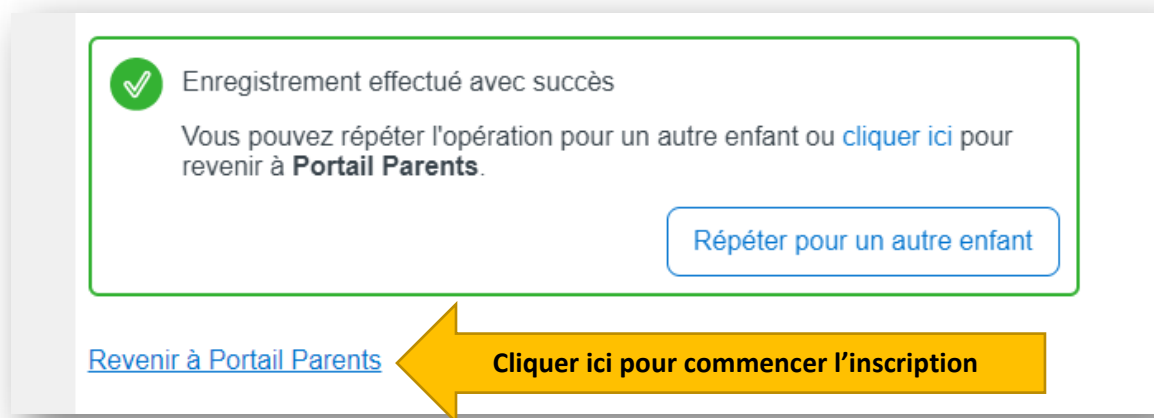 Enregistrement effectué avec succès
Vous pouvez répéter l'opération pour un autre enfant ou cliquer ici pour
revenir à Portail Parents.
Répéter pour un autre enfant
Revenir à Portail Parents
Cliquer ici pour commencer l’inscription